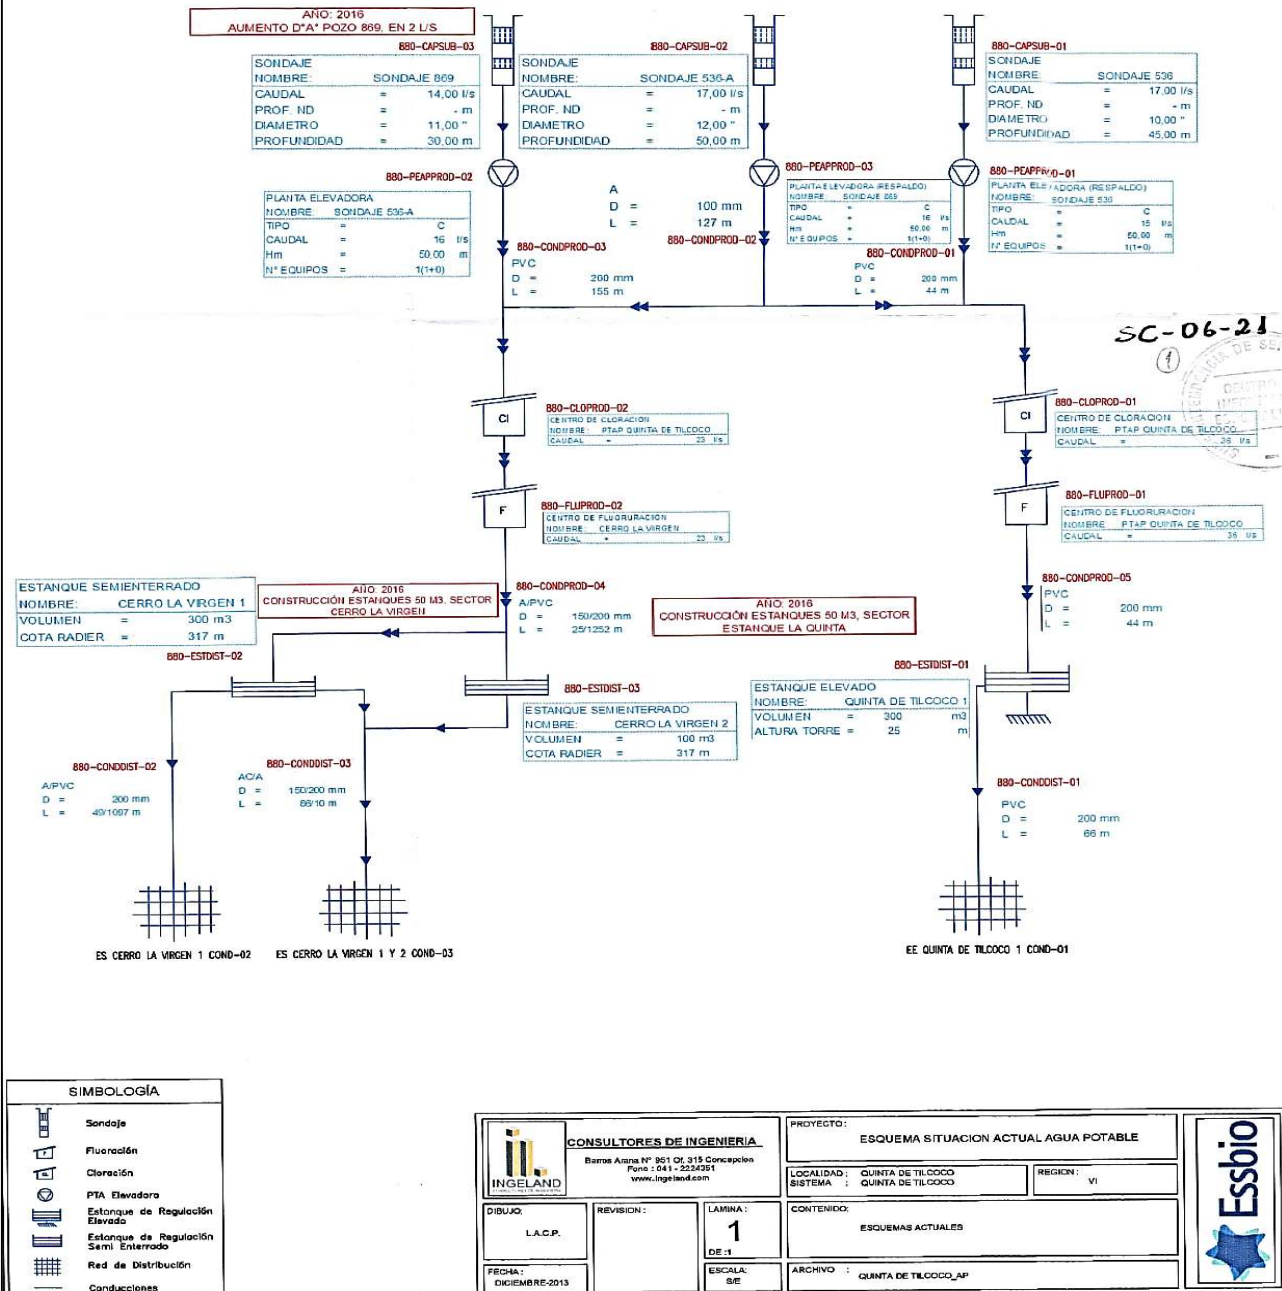 AÑO: 2016
AUMENTO D"A" POZO 869, EN 2 L/S
880-CAPSUB-03
SONDAJE
NOMBRE: SONDAJE 869
CAUDAL = 14,00 l/s
PROF. ND = - m
DIAMETRO = 11,00 "
PROFUNDIDAD = 30,00 m
880-CAPSUB-02
SONDAJE
NOMBRE: SONDAJE 536-A
CAUDAL = 17,00 l/s
PROF. ND = - m
DIAMETRO = 12,00 "
PROFUNDIDAD = 50,00 m
880-CAPSUB-01
SONDAJE
NOMBRE: SONDAJE 536
CAUDAL = 17,00 l/s
PROF. ND = - m
DIAMETRO = 10,00 "
PROFUNDIDAD = 45,00 m
880-PEAPPROD-02
PLANTA ELEVADORA
NOMBRE: SONDAJE 536-A
TIPO = C
CAUDAL = 16 l/s
Hm = 50,00 m
N° EQUIPOS = 1(1+0)
880-PEAPPROD-03
PLANTA ELEVADORA (RESPALDO)
NOMBRE: SONDAJE 869
TIPO = C
CAUDAL = 16 l/s
Hm = 50,00 m
N° EQUIPOS = 1(1+0)
880-PEAPPROD-01
PLANTA ELEVADORA (RESPALDO)
NOMBRE: SONDAJE 536
TIPO = C
CAUDAL = 15 l/s
Hm = 50,00 m
N° EQUIPOS = 1(1+0)
A
D = 100 mm
L = 127 m
880-CONDPROD-03
PVC
D = 200 mm
L = 155 m
880-CONDPROD-02
880-CONDPROD-01
PVC
D = 200 mm
L = 44 m
SC-06-21
1
Cl
880-CLOPROD-02
CENTRO DE CLORACION
NOMBRE: PTAP QUINTA DE TILCOCO
CAUDAL = 23 l/s
Cl
880-CLOPROD-01
CENTRO DE CLORACION
NOMBRE: PTAP QUINTA DE TILCOCO
CAUDAL = 36 l/s
F
880-FLUPROD-02
CENTRO DE FLUORURACION
NOMBRE: CERRO LA VIRGEN
CAUDAL = 23 l/s
F
880-FLUPROD-01
CENTRO DE FLUORURACION
NOMBRE PTAP QUINTA DE TILCOCO
CAUDAL = 36 l/s
ESTANQUE SEMIENTERRADO
NOMBRE: CERRO LA VIRGEN 1
VOLUMEN = 300 m3
COTA RADIER = 317 m
880-ESTDIST-02
AÑO: 2016
CONSTRUCCIÓN ESTANQUES 50 M3, SECTOR
CERRO LA VIRGEN
880-CONDPROD-04
A/PVC
D = 150/200 mm
L = 25/1252 m
AÑO: 2016
CONSTRUCCIÓN ESTANQUES 50 M3, SECTOR
ESTANQUE LA QUINTA
880-CONDPROD-05
PVC
D = 200 mm
L = 44 m
880-ESTDIST-03
ESTANQUE SEMIENTERRADO
NOMBRE: CERRO LA VIRGEN 2
VOLUMEN = 100 m3
COTA RADIER = 317 m
880-ESTDIST-01
ESTANQUE ELEVADO
NOMBRE: QUINTA DE TILCOCO 1
VOLUMEN = 300 m3
ALTURA TORRE = 25 m
880-CONDDIST-02
A/PVC
D = 200 mm
L = 49/1097 m
880-CONDDIST-03
AC/A
D = 150/200 mm
L = 86/10 m
880-CONDDIST-01
PVC
D = 200 mm
L = 66 m
ES CERRO LA VIRGEN 1 COND-02
ES CERRO LA VIRGEN 1 Y 2 COND-03
EE QUINTA DE TILCOCO 1 COND-01
SIMBOLOGÍA
Sondaje
Fluoración
Cloración
PTA Elevadora
Estanque de Regulación
Elevado
Estanque de Regulación
Semi Enterrado
Red de Distribución
Conducciones
INGELAND
CONSULTORES DE INGENIERIA
Barros Arana N° 951 Of. 315 Concepcion
Fono : 041 - 2224351
www.ingeland.com
PROYECTO:
ESQUEMA SITUACION ACTUAL AGUA POTABLE
LOCALIDAD : QUINTA DE TILCOCO
SISTEMA : QUINTA DE TILCOCO
REGION :
VI
DIBUJO:
L.A.C.P.
REVISION :
LAMINA :
1
DE :1
CONTENIDO:
ESQUEMAS ACTUALES
FECHA :
DICIEMBRE-2013
ESCALA:
S/E
ARCHIVO : QUINTA DE TILCOCO_AP
Essbio